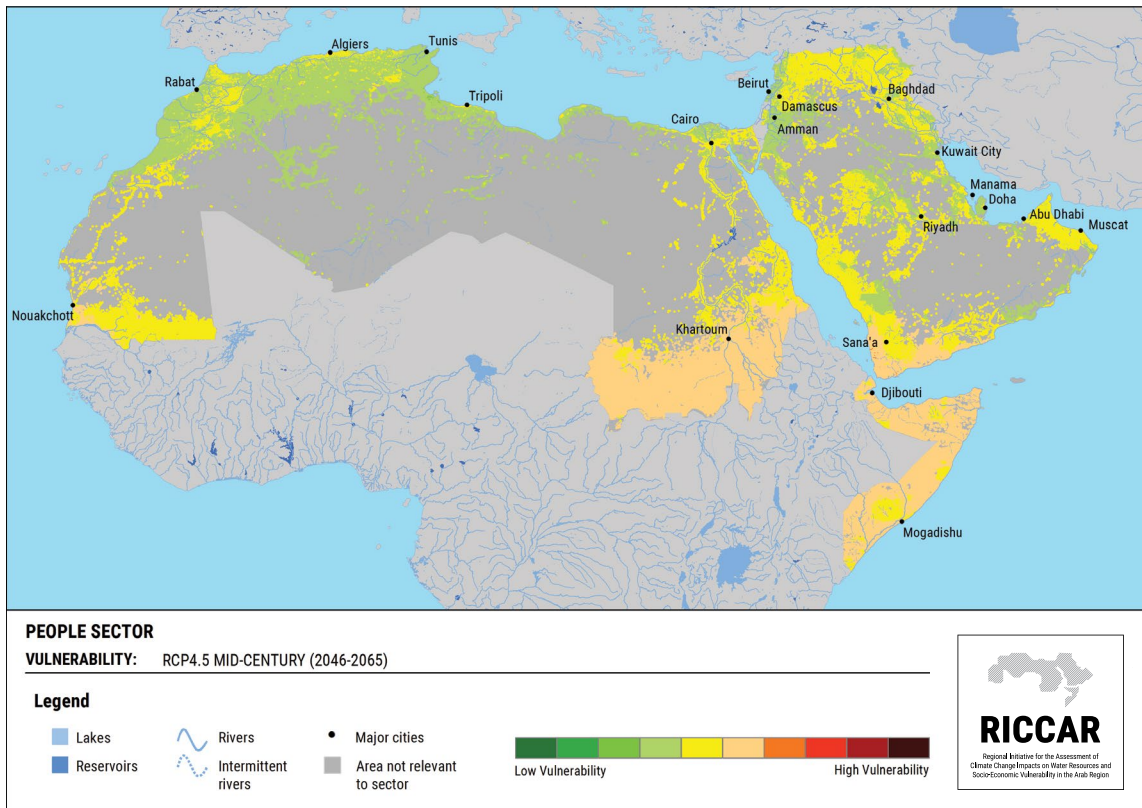 Algiers
Tunis
Rabat
Tripoli
Beirut
Damascus
Baghdad
Cairo
Amman
Kuwait City
Manama
Doha
Abu Dhabi
Muscat
Riyadh
Nouakchott
Khartoum
Sana'a
Djibouti
Mogadishu
PEOPLE SECTOR
VULNERABILITY: RCP4.5 MID-CENTURY (2046-2065)
Legend
Lakes
Reservoirs
Rivers
Intermittent
rivers
Major cities
Area not relevant
to sector
Low Vulnerability
High Vulnerability
RICCAR
Regional Initiative for the Assessment of
Climate Change Impacts on Water Resources and
Socio-Economic Vulnerability in the Arab Region